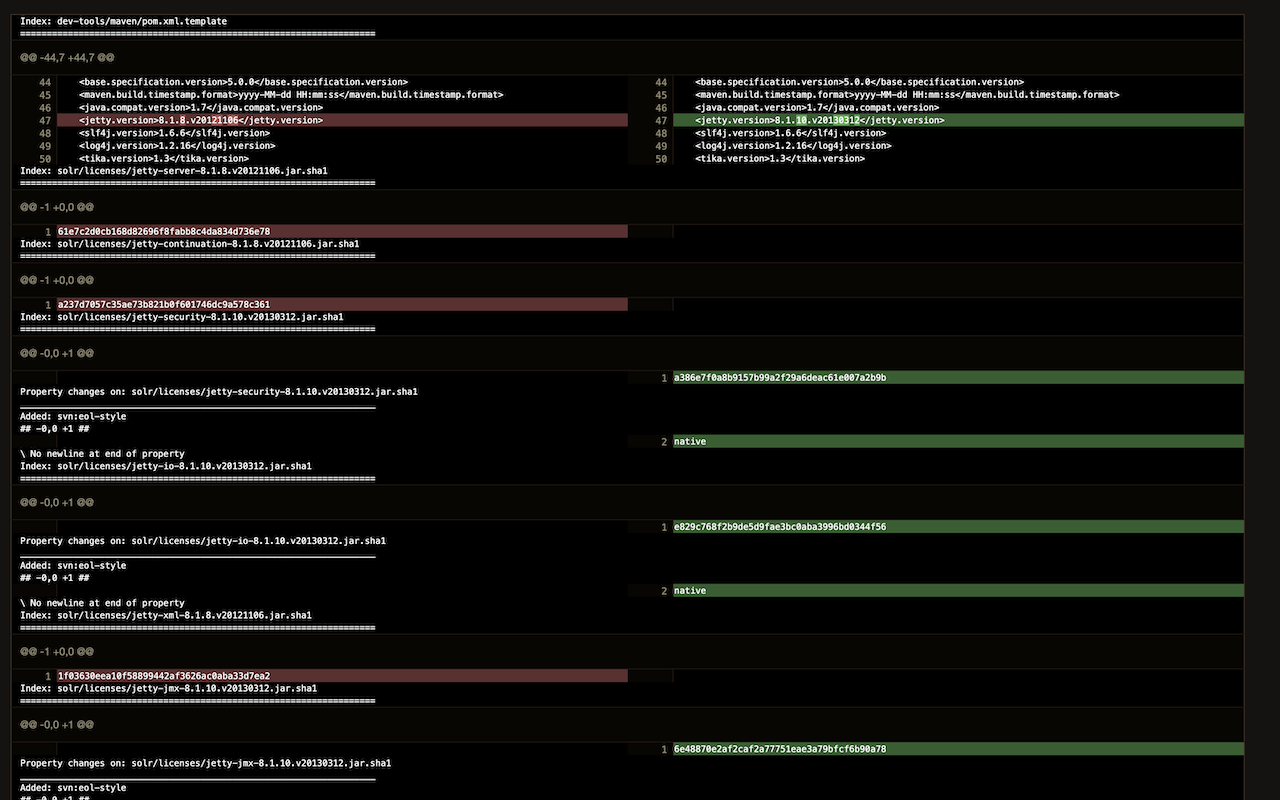 Index: dev-tools/maven/pom.xml.template
===================================================================
@@ -44,7 +44,7 @@
44 <base.specification.version>5.0.0</base.specification.version> 44 <base.specification.version>5.0.0</base.specification.version>
45 <maven.build.timestamp.format>yyyy-MM-dd HH:mm:ss</maven.build.timestamp.format> 45 <maven.build.timestamp.format>yyyy-MM-dd HH:mm:ss</maven.build.timestamp.format>
46 <java.compat.version>1.7</java.compat.version> 46 <java.compat.version>1.7</java.compat.version>
47 <jetty.version>8.1.8.v20121106</jetty.version> 47 <jetty.version>8.1.10.v20130312</jetty.version>
48 <slf4j.version>1.6.6</slf4j.version> 48 <slf4j.version>1.6.6</slf4j.version>
49 <log4j.version>1.2.16</log4j.version> 49 <log4j.version>1.2.16</log4j.version>
50 <tika.version>1.3</tika.version> 50 <tika.version>1.3</tika.version>
Index: solr/licenses/jetty-server-8.1.8.v20121106.jar.sha1
===================================================================
@@ -1 +0,0 @@
1 61e7c2d0cb168d82696f8fabb8c4da834d736e78
Index: solr/licenses/jetty-continuation-8.1.8.v20121106.jar.sha1
===================================================================
@@ -1 +0,0 @@
1 a237d7057c35ae73b821b0f601746dc9a578c361
Index: solr/licenses/jetty-security-8.1.10.v20130312.jar.sha1
===================================================================
@@ -0,0 +1 @@
1 a386e7f0a8b9157b99a2f29a6deac61e007a2b9b
Property changes on: solr/licenses/jetty-security-8.1.10.v20130312.jar.sha1
___________________________________________________________________
Added: svn:eol-style
## -0,0 +1 ##
2 native
\ No newline at end of property
Index: solr/licenses/jetty-io-8.1.10.v20130312.jar.sha1
===================================================================
@@ -0,0 +1 @@
1 e829c768f2b9de5d9fae3bc0aba3996bd0344f56
Property changes on: solr/licenses/jetty-io-8.1.10.v20130312.jar.sha1
___________________________________________________________________
Added: svn:eol-style
## -0,0 +1 ##
2 native
\ No newline at end of property
Index: solr/licenses/jetty-xml-8.1.8.v20121106.jar.sha1
===================================================================
@@ -1 +0,0 @@
1 1f03630eea10f58899442af3626ac0aba33d7ea2
Index: solr/licenses/jetty-jmx-8.1.10.v20130312.jar.sha1
===================================================================
@@ -0,0 +1 @@
1 6e48870e2af2caf2a77751eae3a79bfcf6b90a78
Property changes on: solr/licenses/jetty-jmx-8.1.10.v20130312.jar.sha1
___________________________________________________________________
Added: svn:eol-style
## -0,0 +1 ##